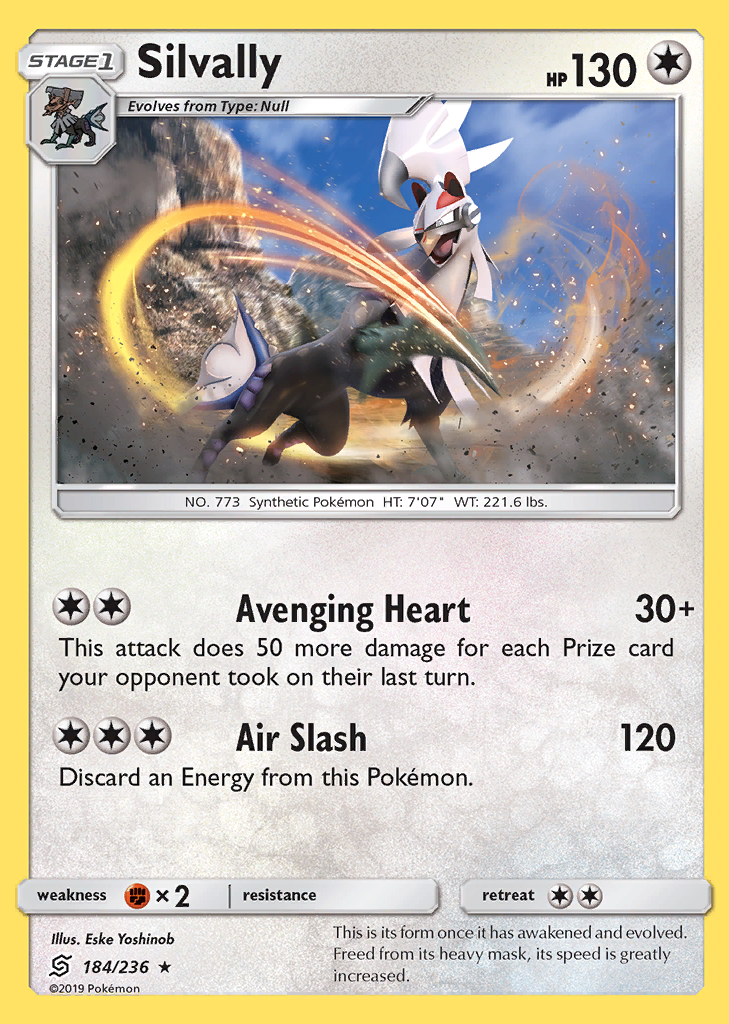 STAGE1
Silvally
HP 130
Evolves from Type: Null
NO. 773 Synthetic Pokémon HT: 7'07" WT: 221.6 lbs.
Avenging Heart 30+
This attack does 50 more damage for each Prize card
your opponent took on their last turn.
Air Slash 120
Discard an Energy from this Pokémon.
weakness ×2 resistance retreat
Illus. Eske Yoshinob
184/236
©2019 Pokémon
This is its form once it has awakened and evolved.
Freed from its heavy mask, its speed is greatly
increased.